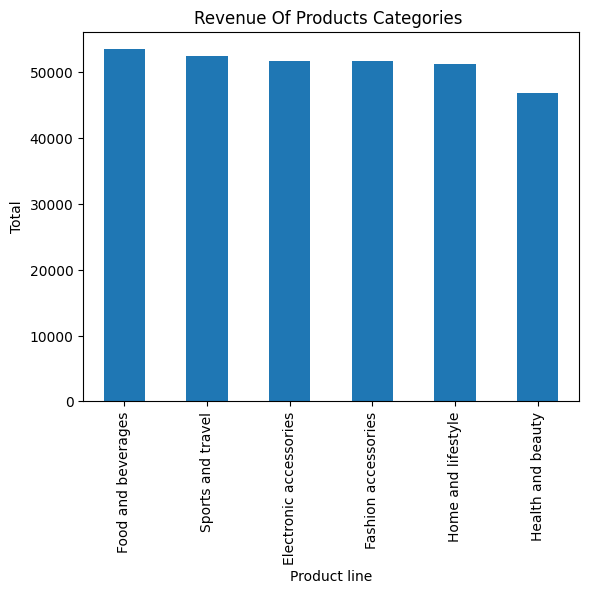 Revenue Of Products Categories
Total
50000
40000
30000
20000
10000
0
Food and beverages
Sports and travel
Electronic accessories
Fashion accessories
Home and lifestyle
Health and beauty
Product line